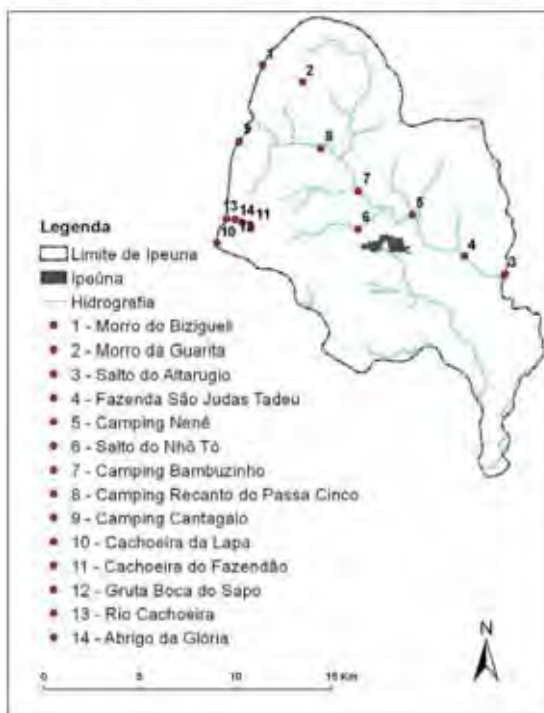 1
2
9
8
7
5
13 14 11
6
10
4
3
Legenda
Limite de Ipeuna
Ipeúna
Hidrografia
1 - Morro do Bizigueli
2 - Morro da Guarita
3 - Salto do Altarugio
4 - Fazenda São Judas Tadeu
5 - Camping Nenê
6 - Salto do Nhô Tó
7 - Camping Bambuzinho
8 - Camping Recanto do Passa Cinco
9 - Camping Cantagalo
10 - Cachoeira da Lapa
11 - Cachoeira do Fazendão
12 - Gruta Boca do Sapo
13 - Rio Cachoeira
14 - Abrigo da Glória
N
0 5 10 15 Km